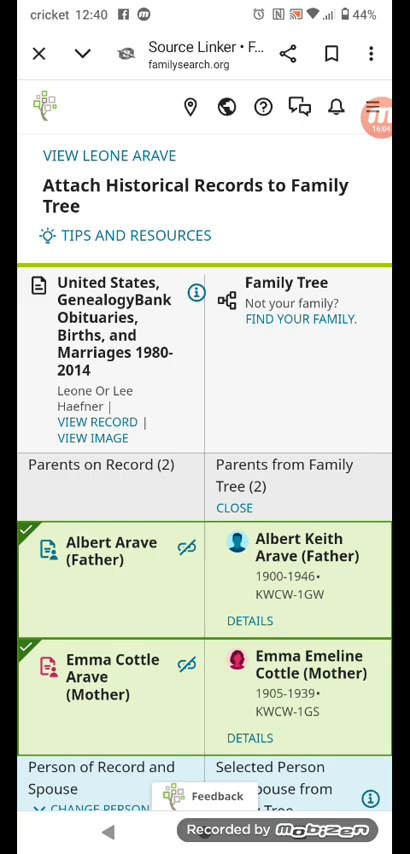 cricket 12:40 44%
Source Linker • F...
familysearch.org
16:04
VIEW LEONE ARAVE
Attach Historical Records to Family
Tree
TIPS AND RESOURCES
United States,
GenealogyBank
Obituaries,
Births, and
Marriages 1980-
2014
Leone Or Lee
Haefner |
VIEW RECORD |
VIEW IMAGE
Family Tree
Not your family?
FIND YOUR FAMILY.
Parents on Record (2)
Parents from Family
Tree (2)
CLOSE
Albert Arave
(Father)
Albert Keith
Arave (Father)
1900-1946•
KWCW-1GW
DETAILS
Emma Cottle
Arave
(Mother)
Emma Emeline
Cottle (Mother)
1905-1939•
KWCW-1GS
DETAILS
Person of Record and
Spouse
CHANGE PERSON
Selected Person
pouse from
Tree
Feedback
Recorded by mobizen